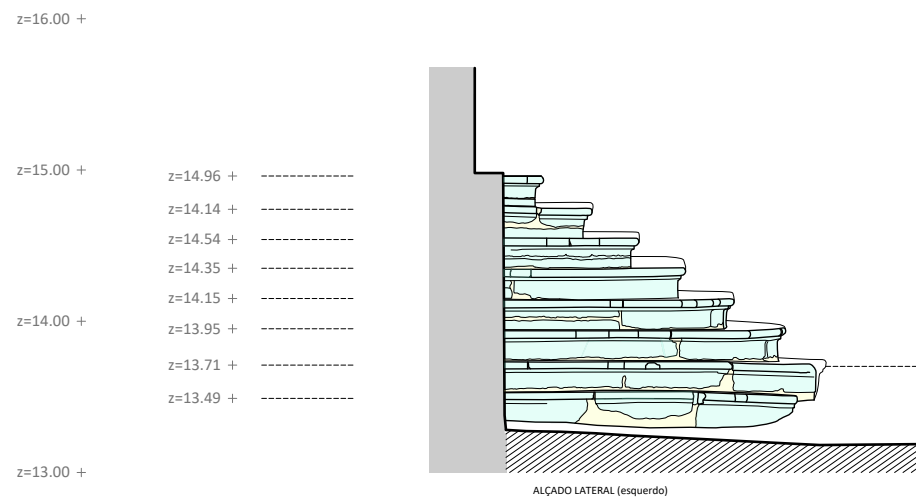 z=16.00 +
z=15.00 +
z=14.96 +
z=14.14 +
z=14.54 +
z=14.35 +
z=14.15 +
z=14.00 +
z=13.95 +
z=13.71 +
z=13.49 +
z=13.00 +
ALÇADO LATERAL (esquerdo)